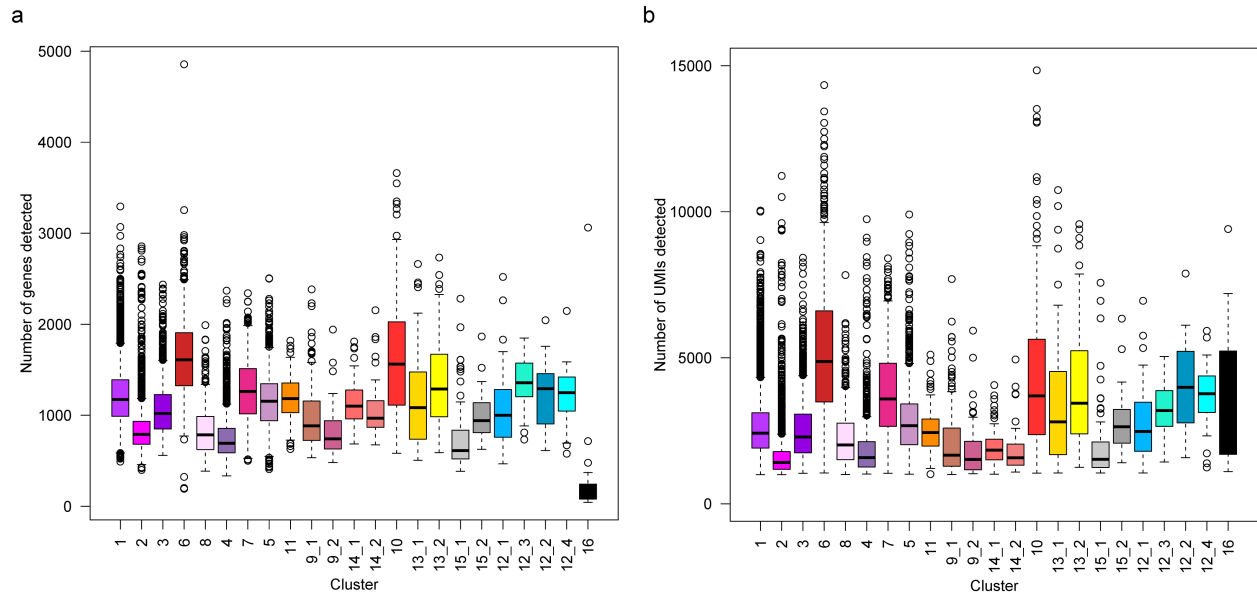 a
Number of genes detected
5000
4000
3000
2000
1000
0
1 2 3 6 8 4 7 5 11 9_1 9_2 14_1 14_2 10 13_1 13_2 15_1 15_2 12_1 12_3 12_2 12_4 16
Cluster
b
Number of UMIs detected
15000
10000
5000
0
1 2 3 6 8 4 7 5 11 9_1 9_2 14_1 14_2 10 13_1 13_2 15_1 15_2 12_1 12_3 12_2 12_4 16
Cluster